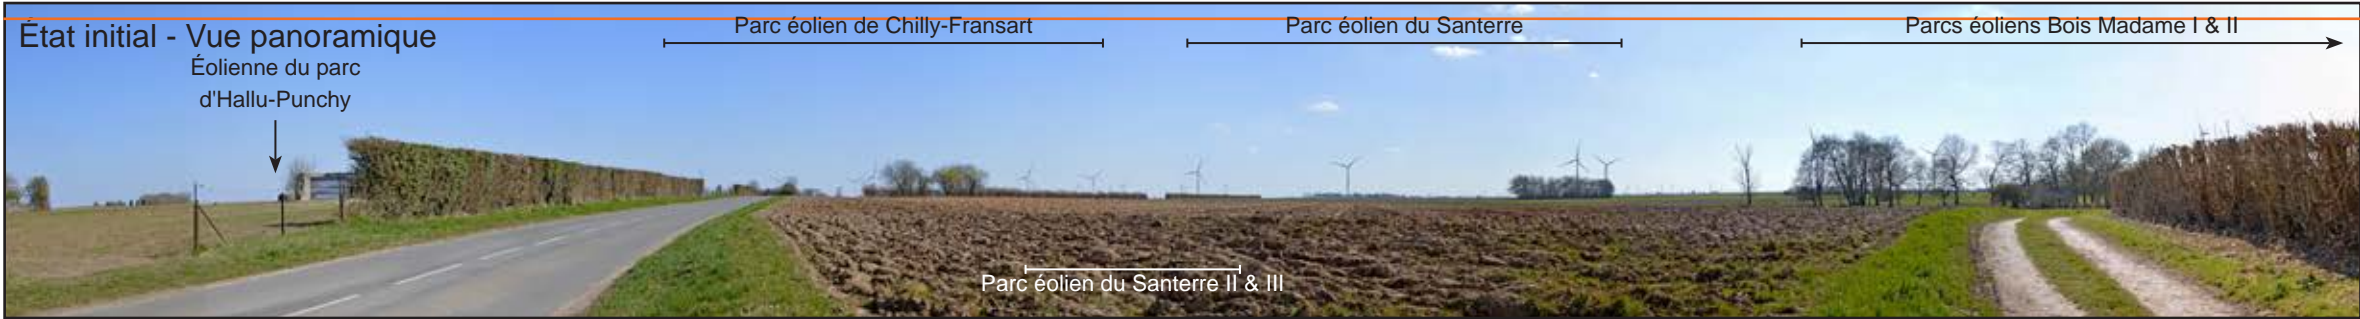 État initial - Vue panoramique
Éolienne du parc
d'Hallu-Punchy
Parc éolien de Chilly-Fransart
Parc éolien du Santerre
Parcs éoliens Bois Madame I & II
Parc éolien du Santerre II & III